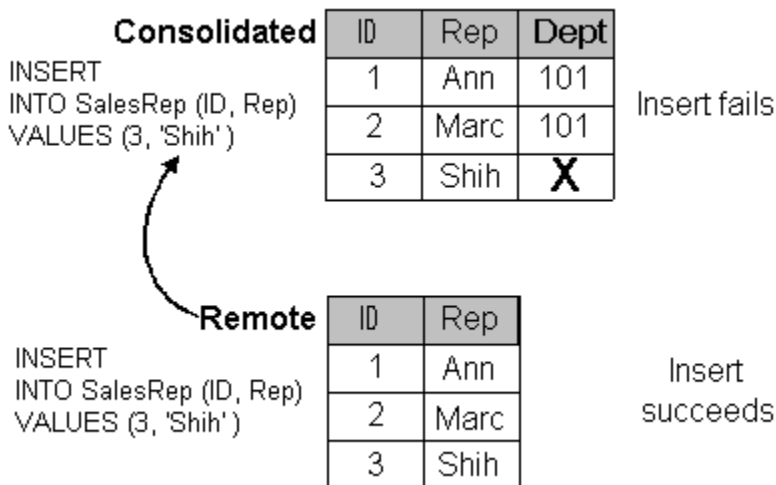 Consolidated
ID Rep Dept
INSERT
INTO SalesRep (ID, Rep)
VALUES (3, 'Shih' )
1 Ann 101
2 Marc 101
3 Shih X
Insert fails
Remote
ID Rep
INSERT
INTO SalesRep (ID, Rep)
VALUES (3, 'Shih' )
1 Ann
2 Marc
3 Shih
Insert
succeeds